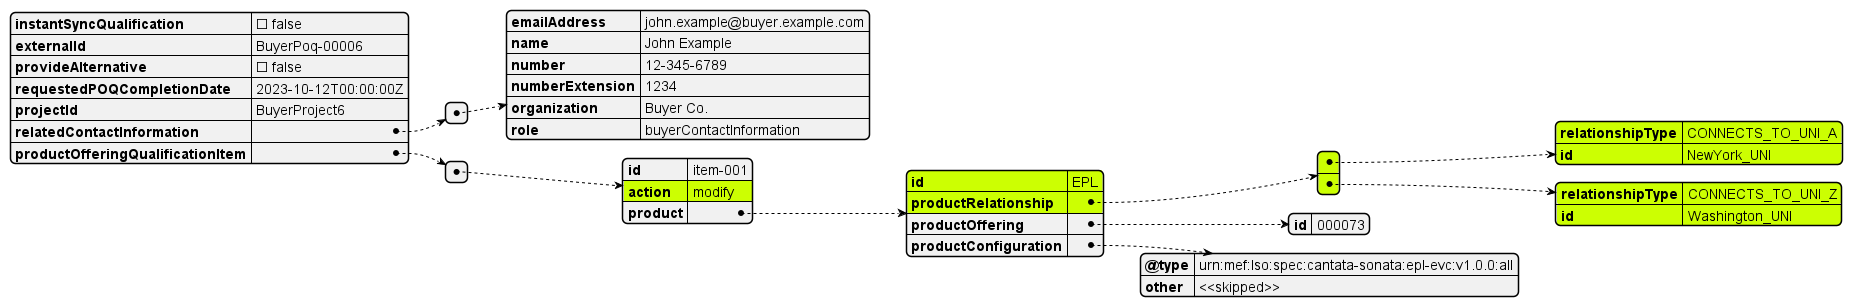 instantSyncQualification ☐ false
externalId BuyerPoq-00006
provideAlternative ☐ false
requestedPOQCompletionDate 2023-10-12T00:00:00Z
projectId BuyerProject6
relatedContactInformation
productOfferingQualificationItem
emailAddress john.example@buyer.example.com
name John Example
number 12-345-6789
numberExtension 1234
organization Buyer Co.
role buyerContactInformation
id item-001
action modify
product
id EPL
productRelationship
productOffering
productConfiguration
relationshipType CONNECTS_TO_UNI_A
id NewYork_UNI
relationshipType CONNECTS_TO_UNI_Z
id Washington_UNI
id 000073
@type urn:mef:lso:spec:cantata-sonata:epl-evc:v1.0.0:all
other <<skipped>>